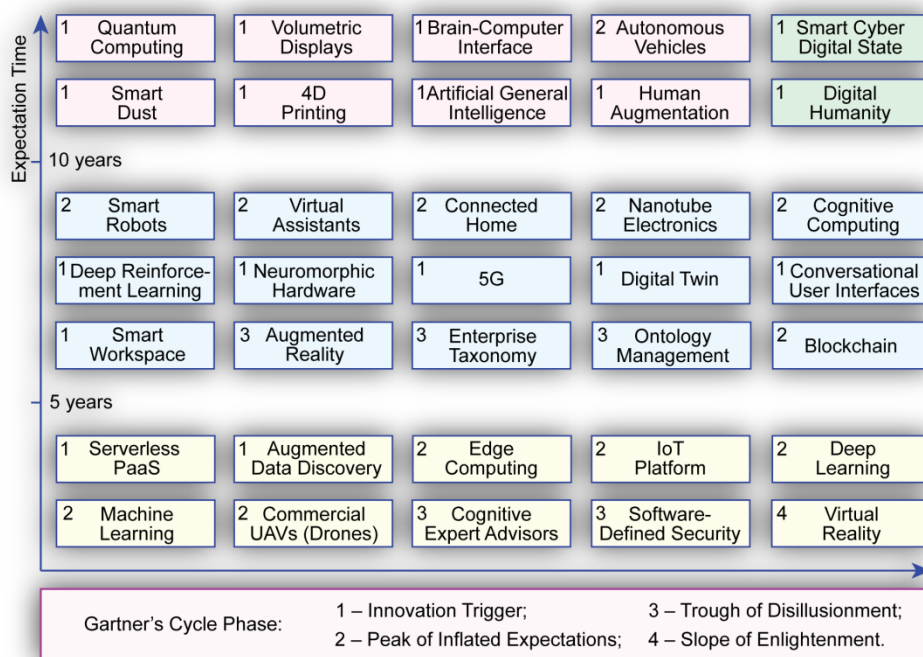 Expectation Time
1 Quantum
Computing
1 Volumetric
Displays
1 Brain-Computer
Interface
2 Autonomous
Vehicles
1 Smart Cyber
Digital State
1 Smart
Dust
1 4D
Printing
1 Artificial General
Intelligence
1 Human
Augmentation
1 Digital
Humanity
10 years
2 Smart
Robots
2 Virtual
Assistants
2 Connected
Home
2 Nanotube
Electronics
2 Cognitive
Computing
1 Deep Reinforce-
ment Learning
1 Neuromorphic
Hardware
1 5G
1 Digital Twin
1 Conversational
User Interfaces
1 Smart
Workspace
3 Augmented
Reality
3 Enterprise
Taxonomy
3 Ontology
Management
2 Blockchain
5 years
1 Serverless
PaaS
1 Augmented
Data Discovery
2 Edge
Computing
2 IoT
Platform
2 Deep
Learning
2 Machine
Learning
2 Commercial
UAVs (Drones)
3 Cognitive
Expert Advisors
3 Software-
Defined Security
4 Virtual
Reality
Gartner's Cycle Phase:
1 – Innovation Trigger;
2 – Peak of Inflated Expectations;
3 – Trough of Disillusionment;
4 – Slope of Enlightenment.